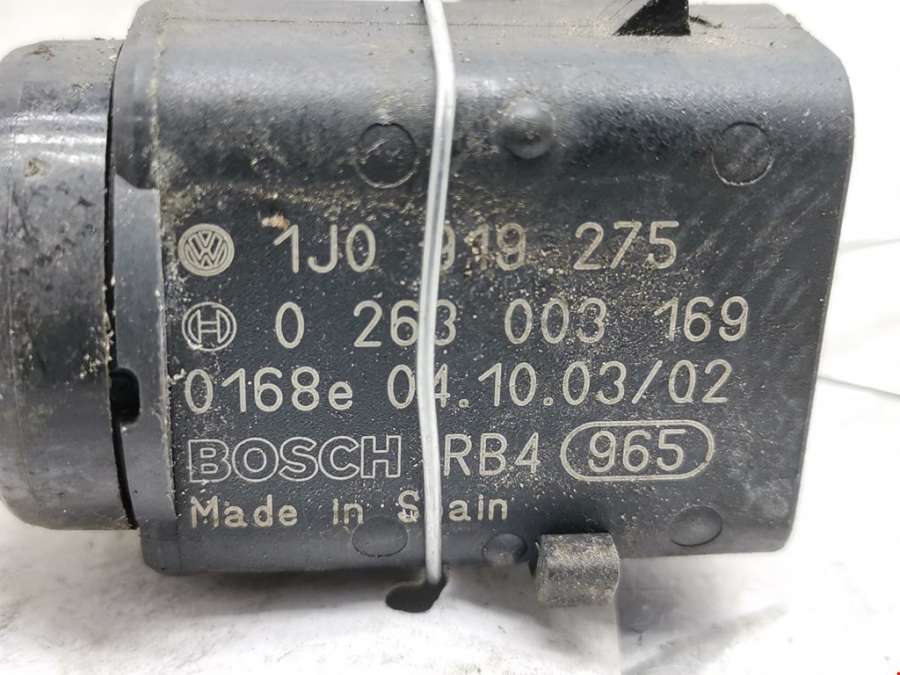 1J0 919 275
0 263 003 169
0168e 04.10.03/02
BOSCH RB4 965
Made in Spain